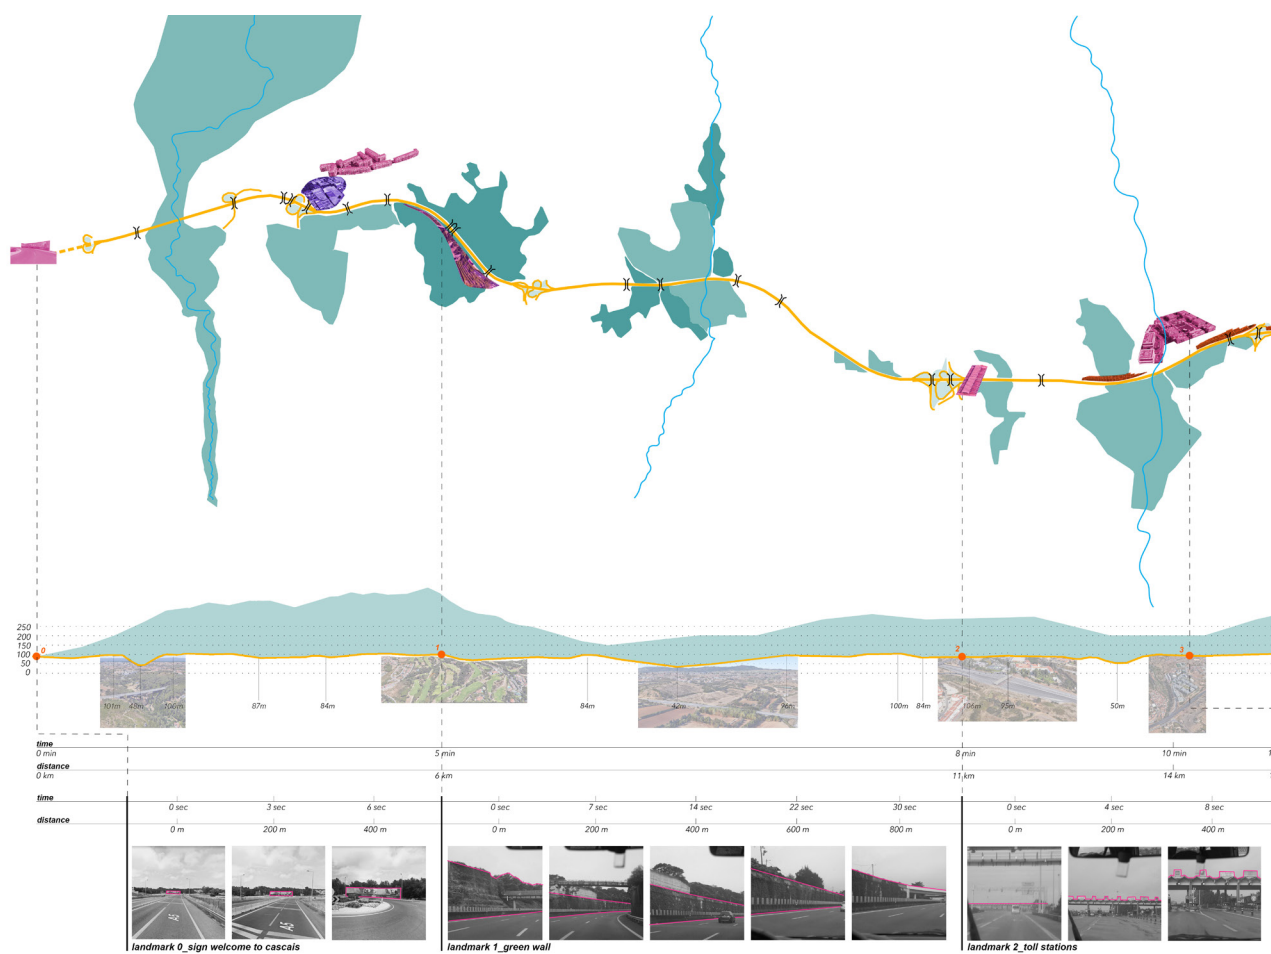 250
200
150
100
50
0
0
1
2
3
101m 48m 106m 87m 84m 84m 42m 96m 100m 84m 106m 95m 50m
time
0 min 5 min 8 min 10 min
distance
0 km 6 km 11 km 14 km
time 0 sec 3 sec 6 sec 0 sec 7 sec 14 sec 22 sec 30 sec 0 sec 4 sec 8 sec
distance 0 m 200 m 400 m 0 m 200 m 400 m 600 m 800 m 0 m 200 m 400 m
A5 A5
landmark 0_sign welcome to cascais landmark 1_green wall landmark 2_toll stations